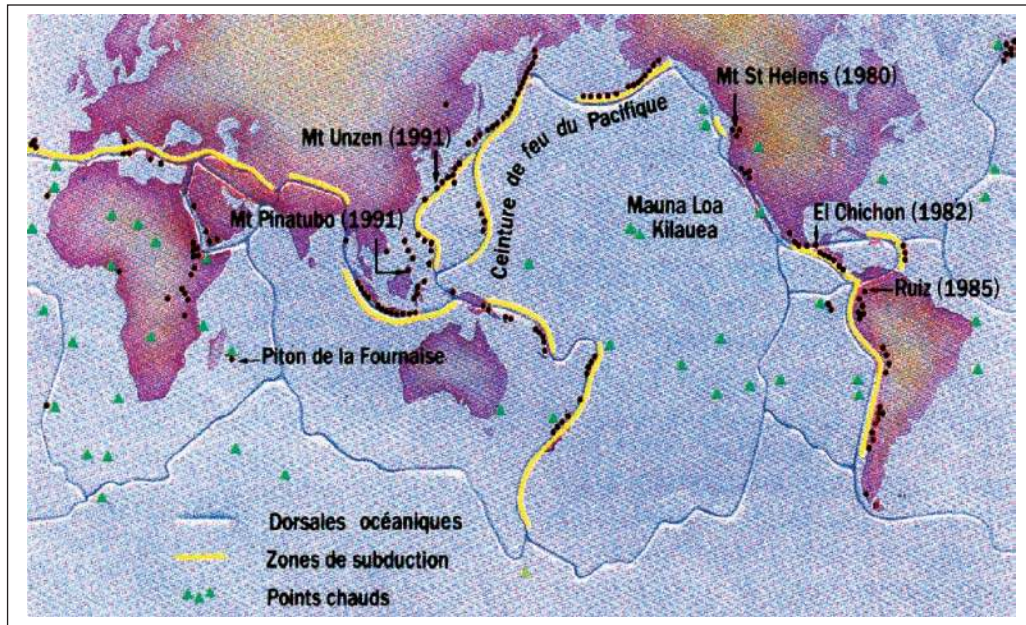 Mt St Helens (1980)
Mt Unzen (1991)
Ceinture de feu du Pacifique
Mt Pinatubo (1991)
Mauna Loa
Kilauea
El Chichon (1982)
Ruiz (1985)
Piton de la Fournaise
Dorsales océaniques
Zones de subduction
Points chauds